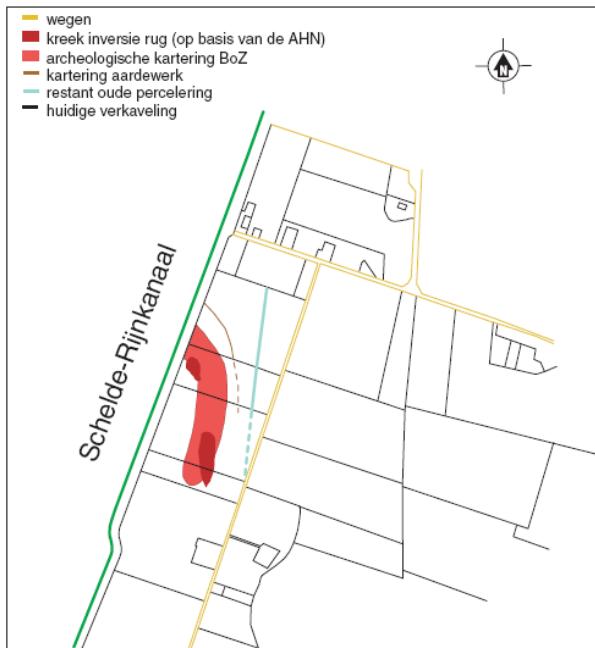 wegen
kreek inversie rug (op basis van de AHN)
archeologische kartering BoZ
kartering aardewerk
restant oude percelering
huidige verkaveling
N
Schelde-Rijnkanaal